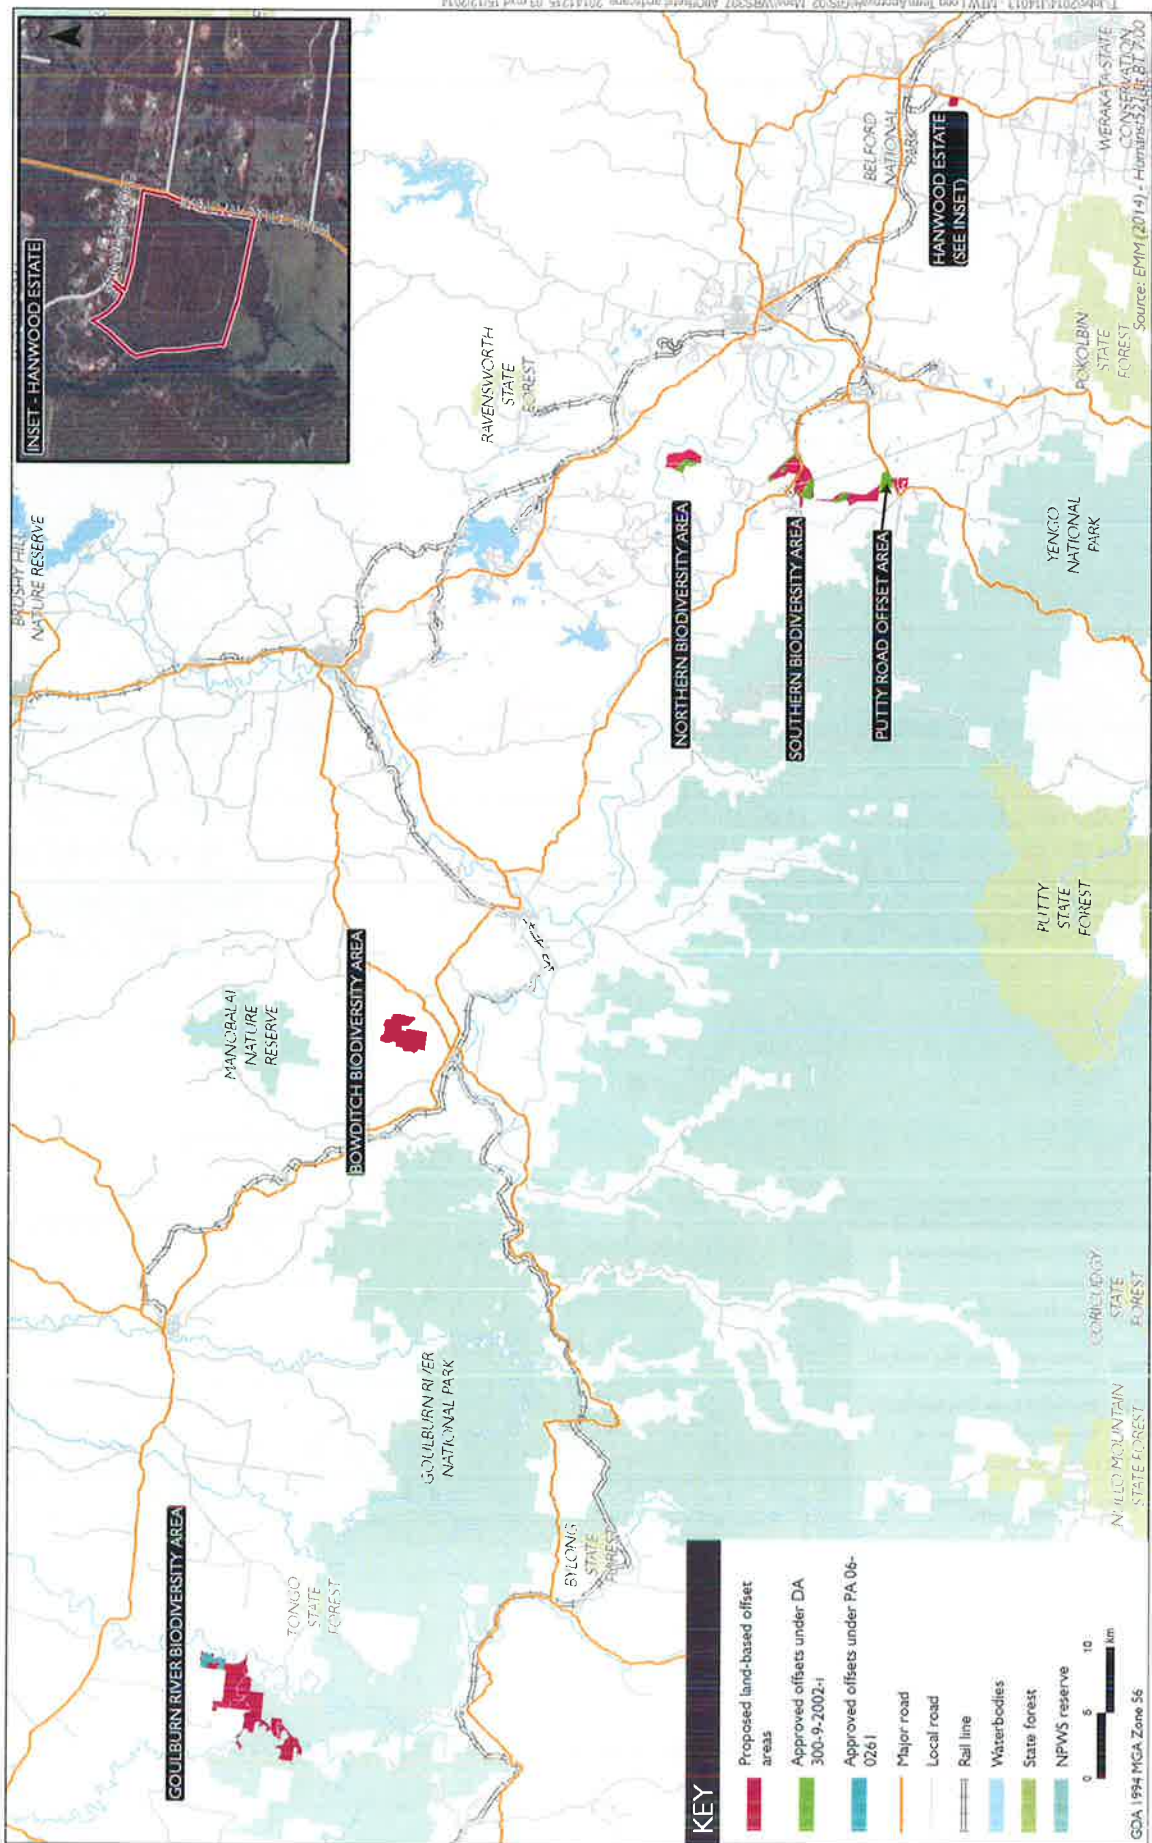 INSET - HANWOOD ESTATE
NATURE RESERVE
RAVENSWORTH
STATE
FOREST
BELFORD
NATIONAL
PARK
HANWOOD ESTATE
(SEE INSET)
WERAKATA STATE
CONSERVATION
POKOLBIN
STATE
FOREST
Source: EMM (2014)
NORTHERN BIODIVERSITY AREA
SOUTHERN BIODIVERSITY AREA
PUTTY ROAD OFFSET AREA
YENGO
NATIONAL
PARK
MANOBALAI
NATURE
RESERVE
BOWDITCH BIODIVERSITY AREA
PUTTY
STATE
FOREST
GOULBURN RIVER
NATIONAL PARK
GOULBURN RIVER BIODIVERSITY AREA
TONGO
STATE
FOREST
BYLONG
STATE
FOREST
CORICUDGY
STATE
FOREST
NULLO MOUNTAIN
STATE FOREST
KEY
Proposed land-based offset
areas
Approved offsets under DA
300-9-2002-i
Approved offsets under PA 06-
0261
Major road
Local road
Rail line
Waterbodies
State forest
NPWS reserve
0 5 10
km
GDA 1994 MGA Zone 56